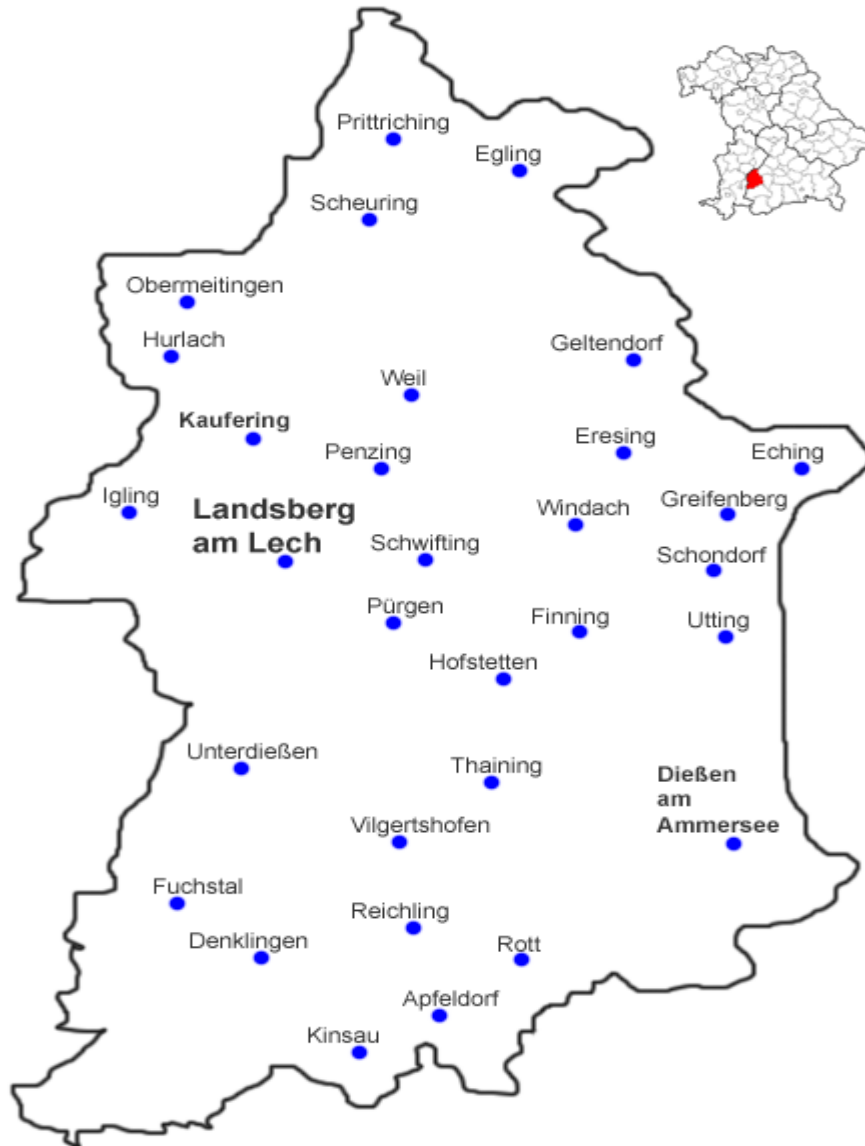 Prittriching
Egling
Scheuring
Obermeitingen
Hurlach
Geltendorf
Weil
Kaufering
Penzing
Eresing
Eching
Igling
Landsberg
am Lech
Windach
Greifenberg
Schwifting
Schondorf
Pürgen
Finning
Utting
Hofstetten
Unterdießen
Thaining
Dießen
am
Ammersee
Vilgertshofen
Fuchstal
Reichling
Denklingen
Rott
Apfeldorf
Kinsau